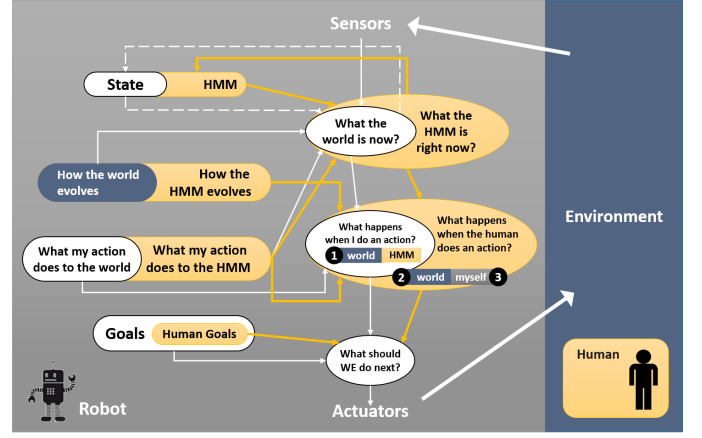 Sensors
State
HMM
What the
world is now?
What the
HMM is
right now?
How the world
evolves
How the
HMM evolves
What happens
when I do an action?
1 world HMM
What happens
when the human
does an action?
2 world myself 3
What my action
does to the world
What my action
does to the HMM
Goals
Human Goals
What should
WE do next?
Actuators
Robot
Environment
Human